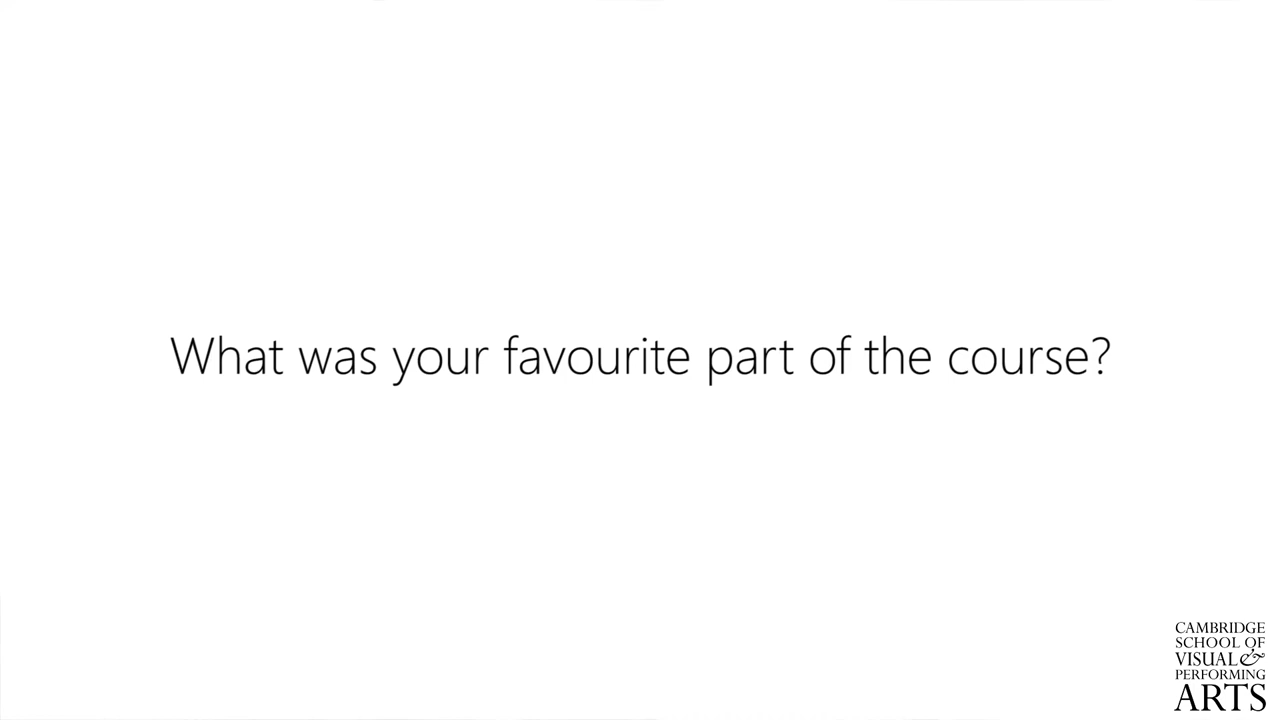 What was your favourite part of the course?
CAMBRIDGE
SCHOOL OF
VISUAL &
PERFORMING
ARTS